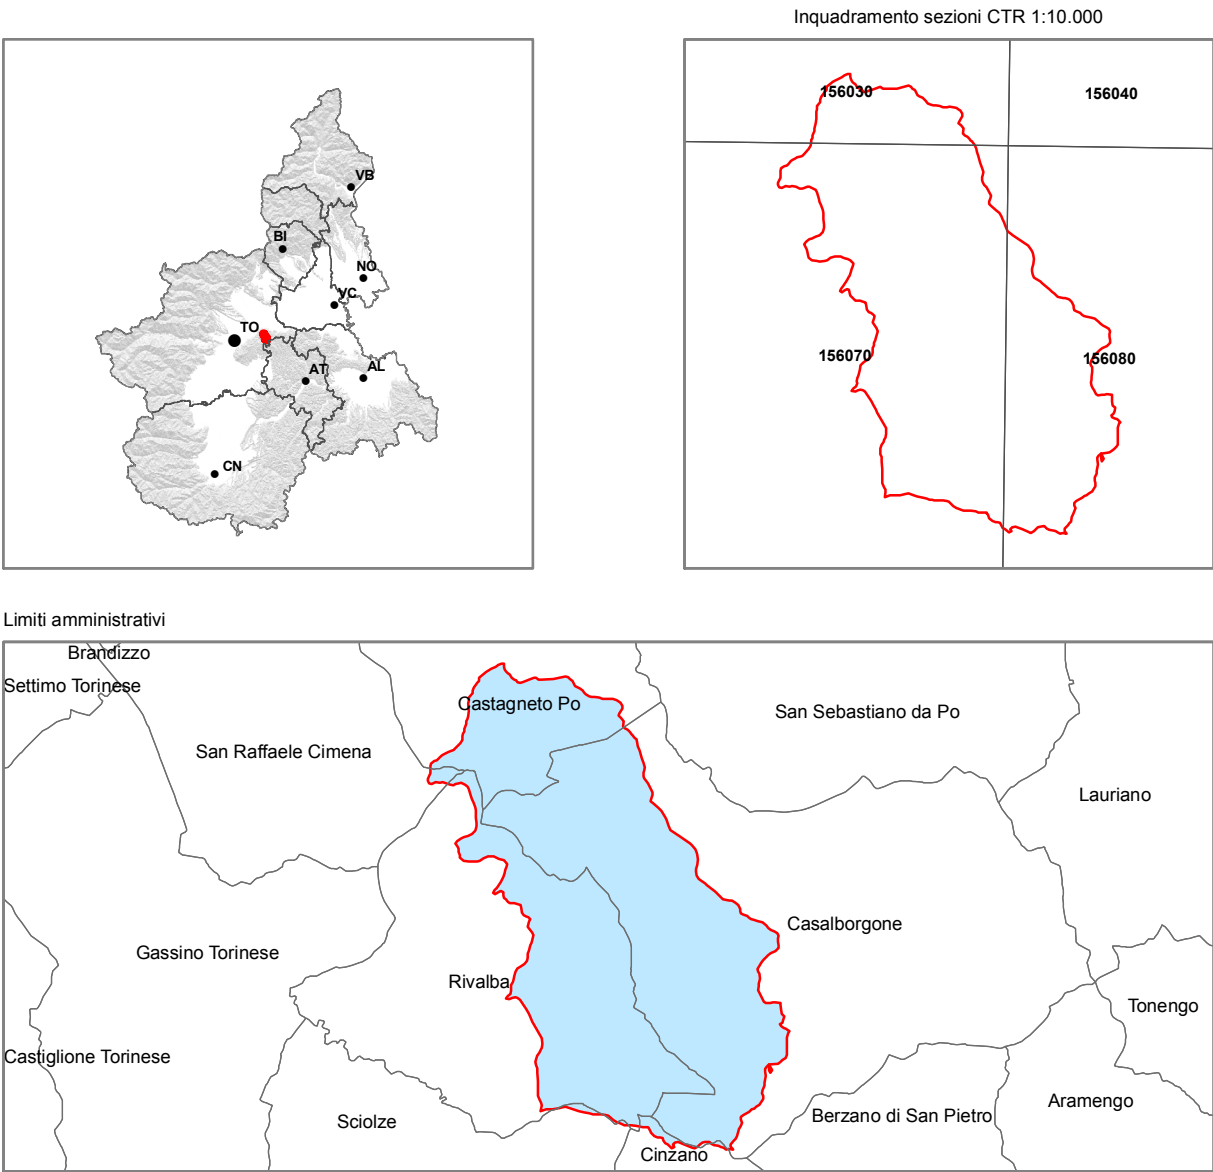 Inquadramento sezioni CTR 1:10.000
VB
BI
NO
VC
TO
AT
AL
CN
156030
156040
156070
156080
Limiti amministrativi
Brandizzo
Settimo Torinese
Castagneto Po
San Sebastiano da Po
San Raffaele Cimena
Lauriano
Casalborgone
Gassino Torinese
Rivalba
Tonengo
Castiglione Torinese
Aramengo
Berzano di San Pietro
Sciolze
Cinzano